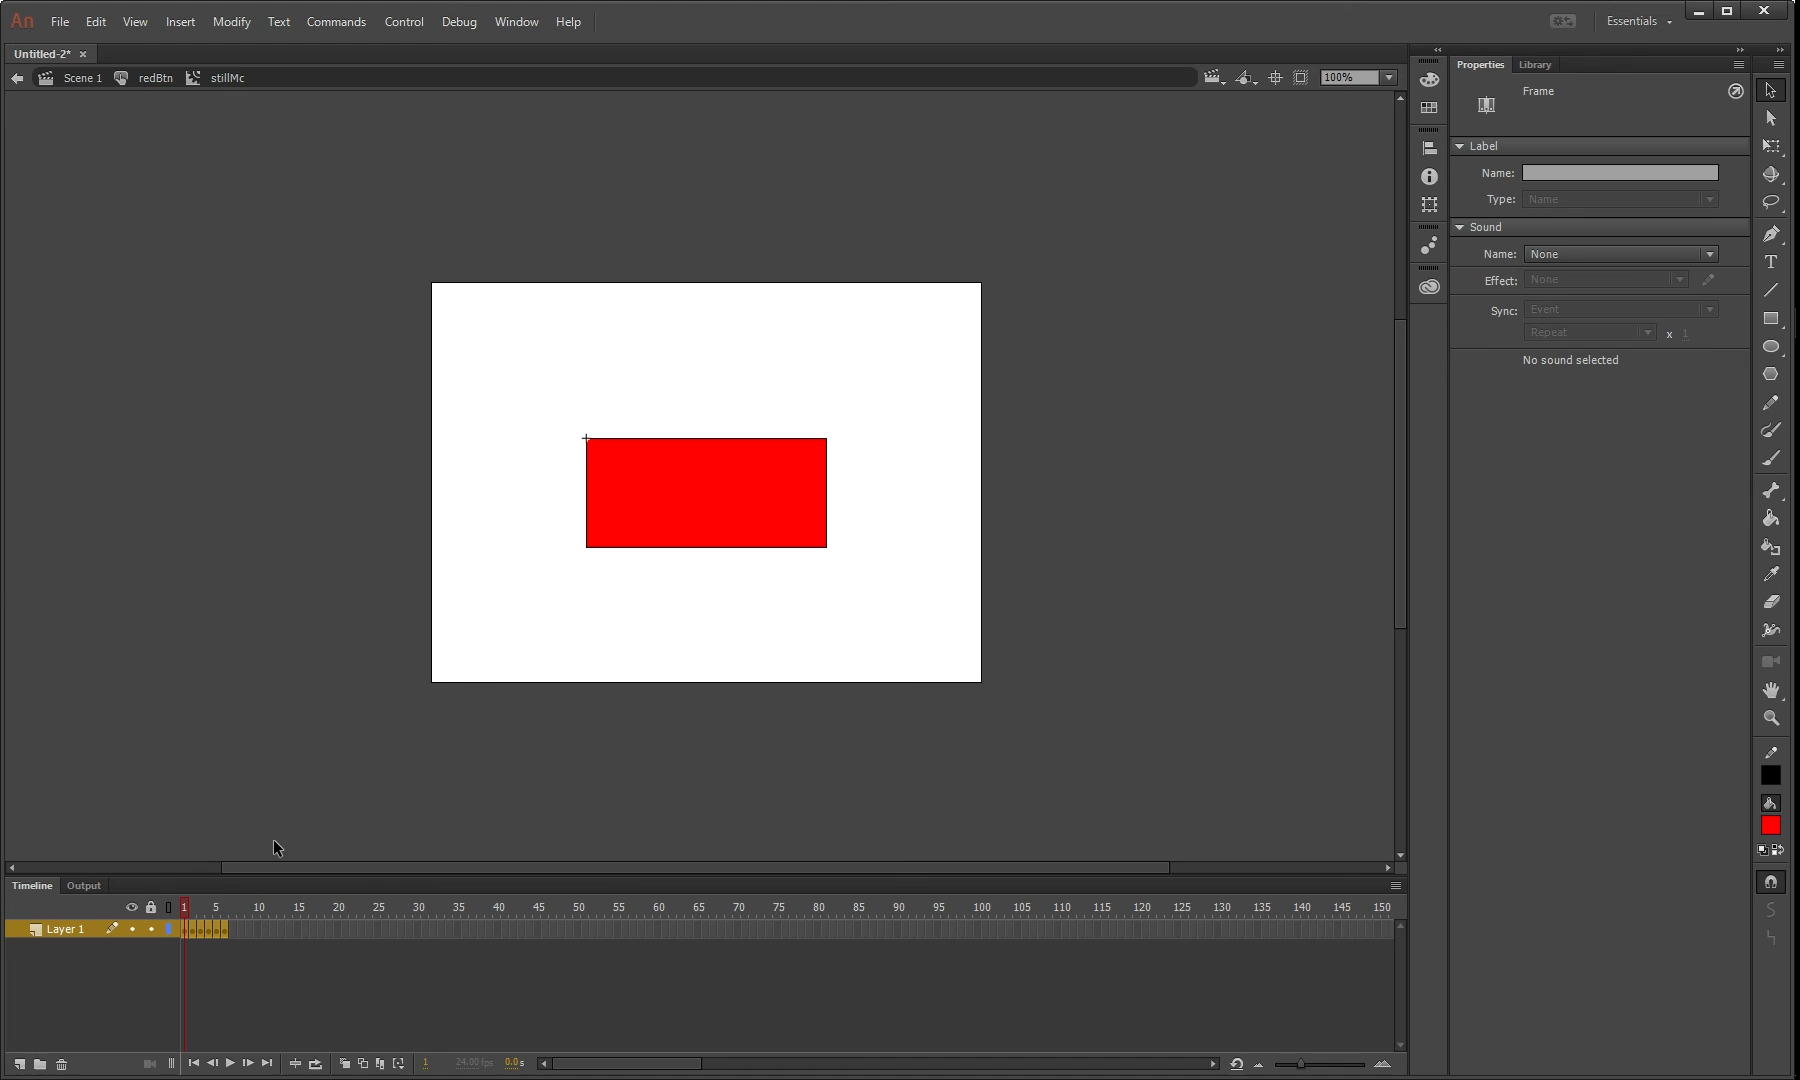 An File Edit View Insert Modify Text Commands Control Debug Window Help Essentials
Untitled-2* ×
Scene 1 redBtn stillMc 100%
Properties Library
Frame
Label
Name:
Type: Name
Sound
Name: None
Effect: None
Sync: Event
Repeat x 1
No sound selected
Timeline Output
1 5 10 15 20 25 30 35 40 45 50 55 60 65 70 75 80 85 90 95 100 105 110 115 120 125 130 135 140 145 150
Layer 1
1 24.00 fps 0.0 s